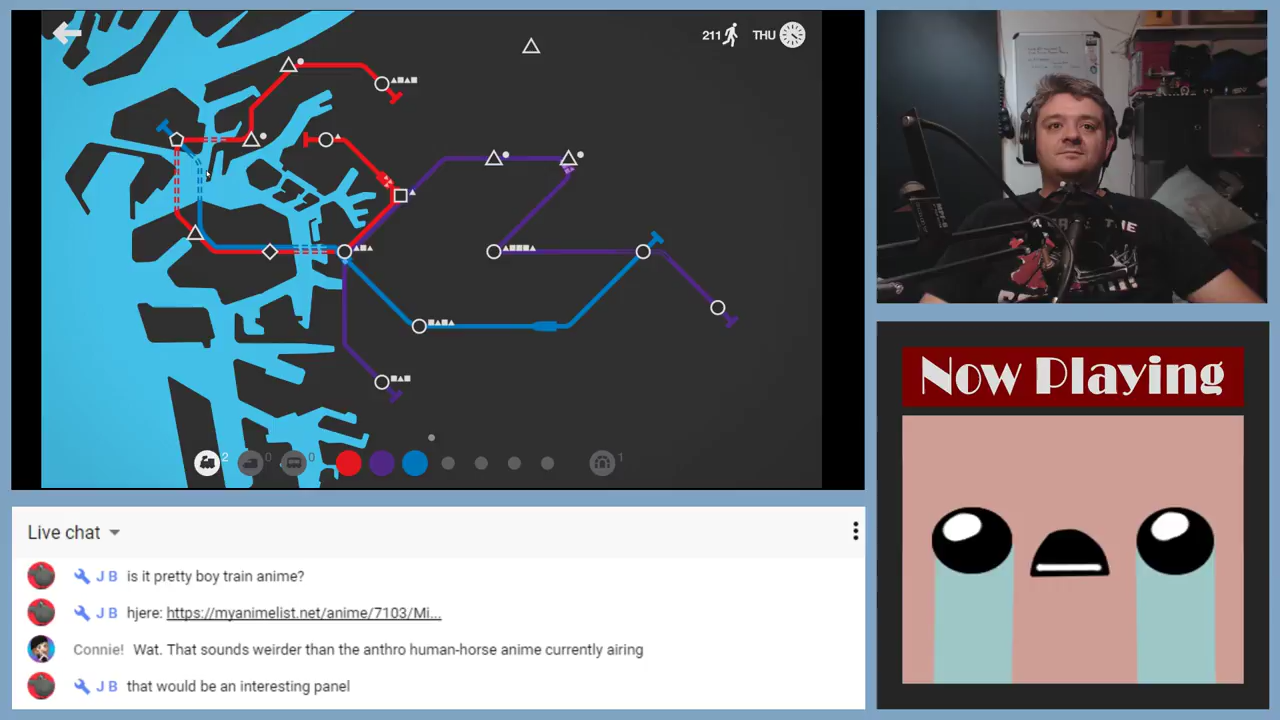 211
THU
2
0
0
1
Now Playing
Live chat
J B is it pretty boy train anime?
J B hjere: https://myanimelist.net/anime/7103/Mi...
Connie! Wat. That sounds weirder than the anthro human-horse anime currently airing
J B that would be an interesting panel